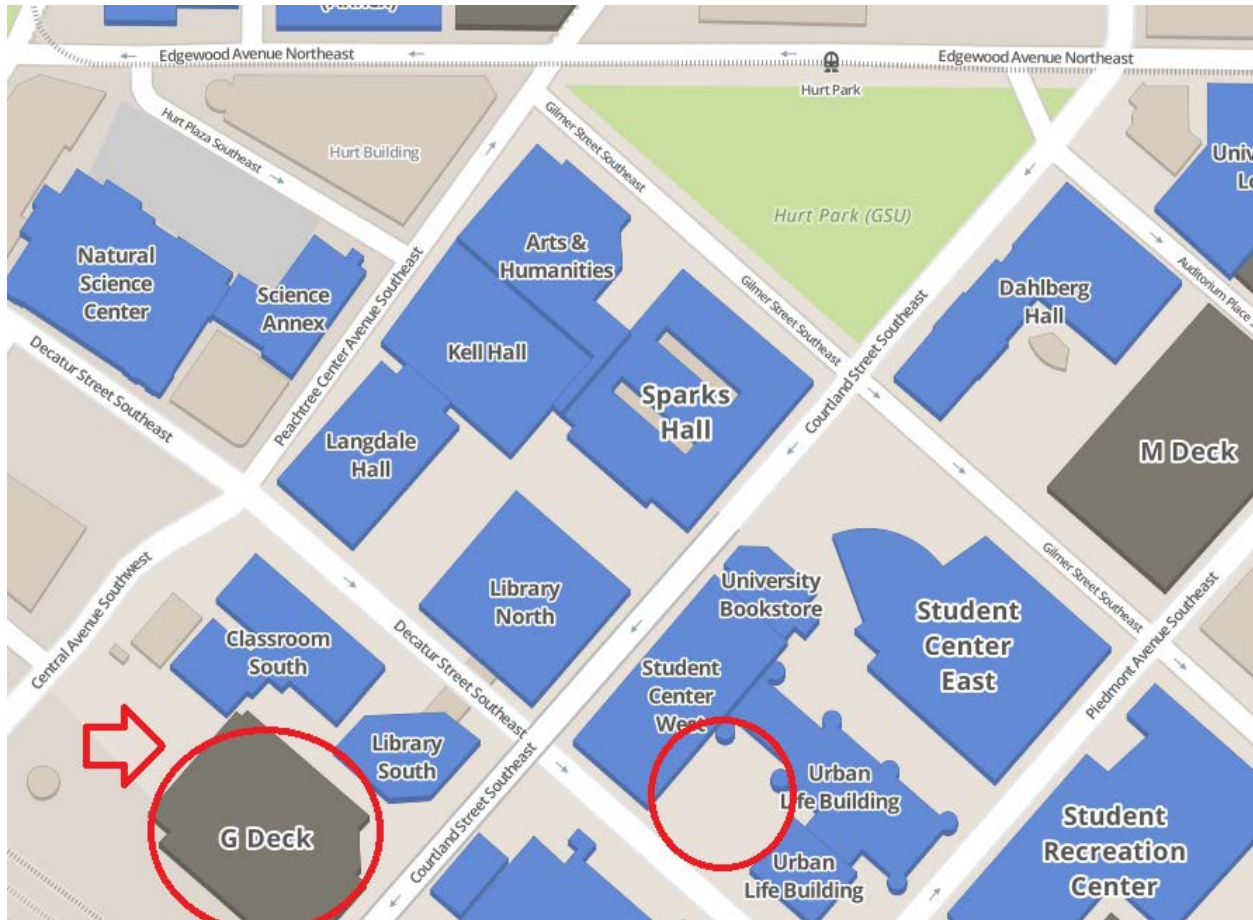 (Annex)
Edgewood Avenue Northeast
Edgewood Avenue Northeast
Hurt Park
Hurt Plaza Southeast
Hurt Building
Gilmer Street Southeast
Hurt Park (GSU)
Arts &
Humanities
Natural
Science
Center
Science
Annex
Peachtree Center Avenue Southeast
Gilmer Street Southeast
Auditorium Place
Dahlberg
Hall
Kell Hall
Sparks
Hall
Courtland Street Southeast
Decatur Street Southeast
Langdale
Hall
M Deck
Gilmer Street Southeast
Library
North
University
Bookstore
Student
Center
East
Central Avenue Southwest
Classroom
South
Decatur Street Southeast
Student
Center
West
Piedmont Avenue Southeast
Library
South
Courtland Street Southeast
Urban
Life Building
G Deck
Urban
Life Building
Student
Recreation
Center